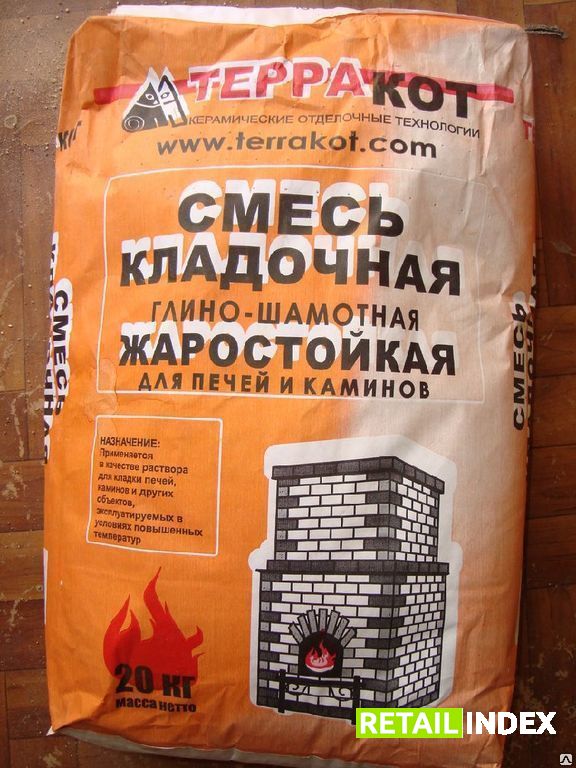 ТЕРРАКОТ
КЕРАМИЧЕСКИЕ ОТДЕЛОЧНЫЕ ТЕХНОЛОГИИ
www.terrakot.com
СМЕСЬ
КЛАДОЧНАЯ
ГЛИНО-ШАМОТНАЯ
ЖАРОСТОЙКАЯ
ДЛЯ ПЕЧЕЙ И КАМИНОВ
НАЗНАЧЕНИЕ:
Применяется
в качестве раствора
для кладки печей,
каминов и других
объектов,
эксплуатируемых в
условиях повышенных
температур
20 КГ
масса нетто
СМЕСЬ
СМЕСЬ
RETAIL INDEX